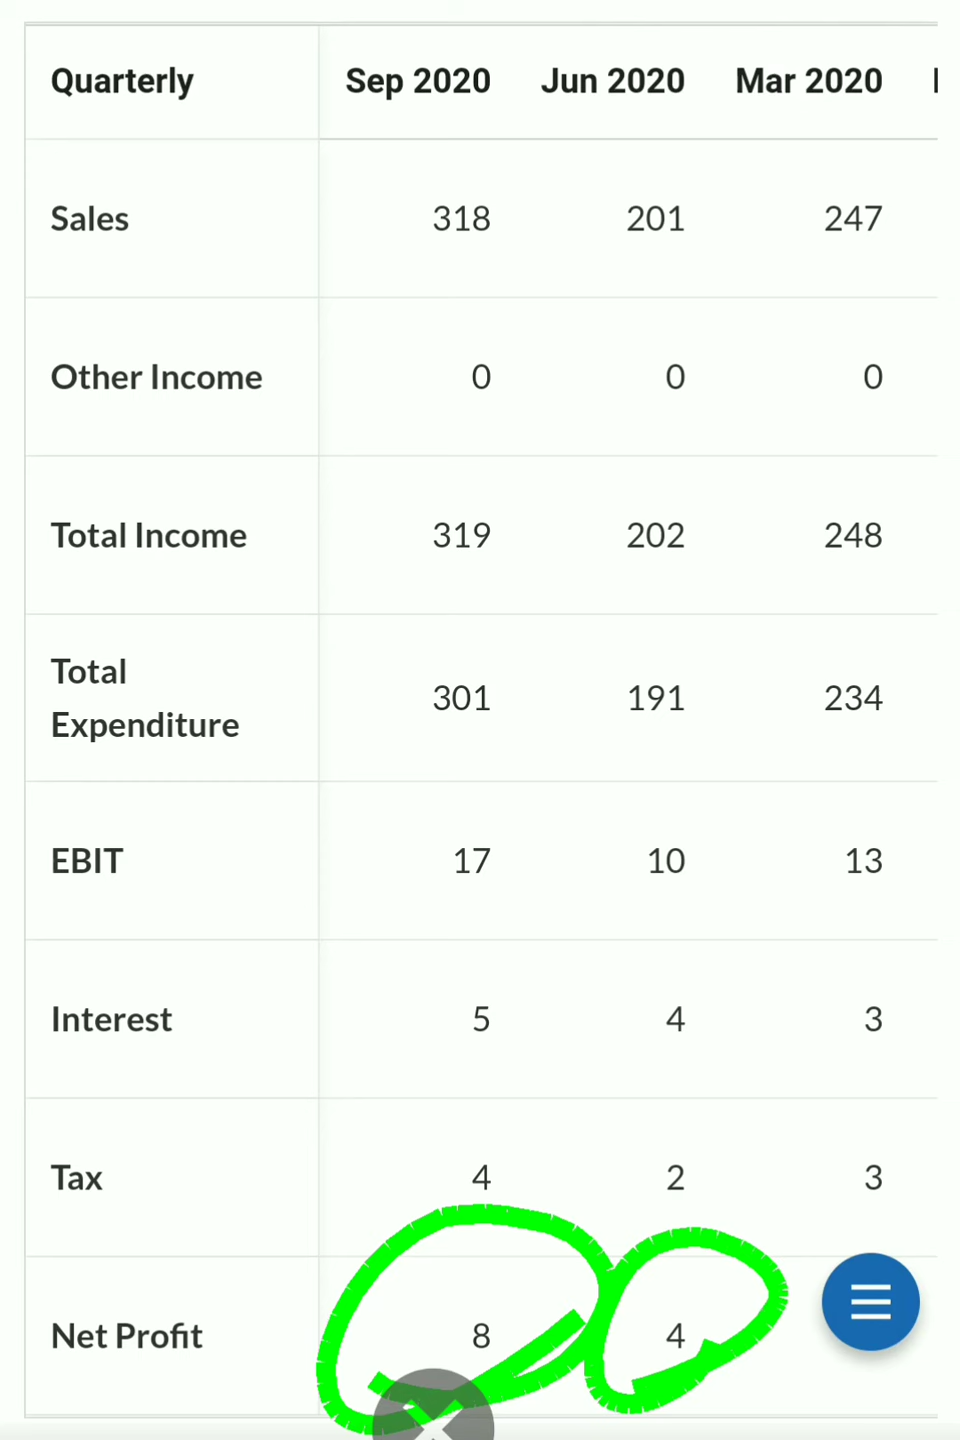 Quarterly Sep 2020 Jun 2020 Mar 2020
Sales 318 201 247
Other Income 0 0 0
Total Income 319 202 248
Total
Expenditure 301 191 234
EBIT 17 10 13
Interest 5 4 3
Tax 4 2 3
Net Profit 8 4